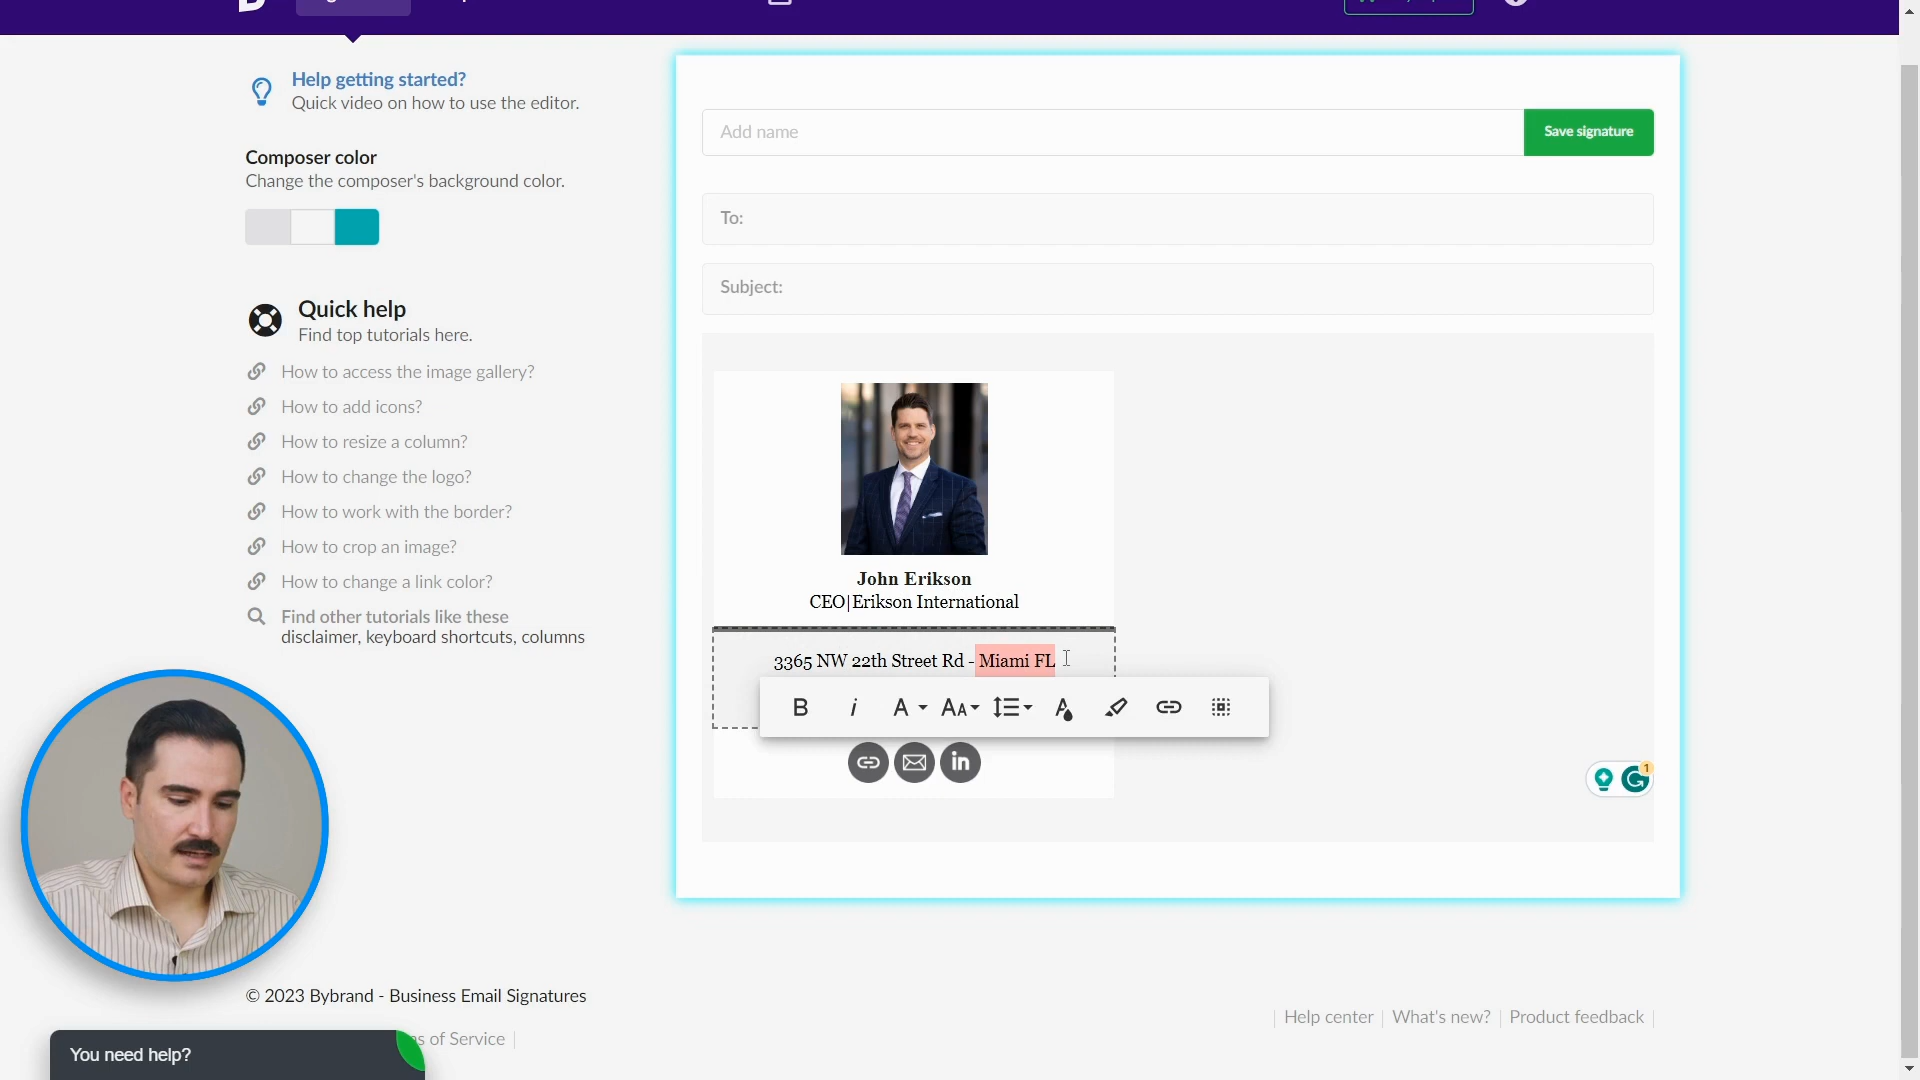 Help getting started?
Quick video on how to use the editor.
Composer color
Change the composer's background color.
Quick help
Find top tutorials here.
How to access the image gallery?
How to add icons?
How to resize a column?
How to change the logo?
How to work with the border?
How to crop an image?
How to change a link color?
Find other tutorials like these
disclaimer, keyboard shortcuts, columns
Add name
Save signature
To:
Subject:
John Erikson
CEO|Erikson International
3365 NW 22th Street Rd - Miami FL
B i A AA A
in
1
© 2023 Bybrand - Business Email Signatures
of Service
You need help?
Help center
What's new?
Product feedback